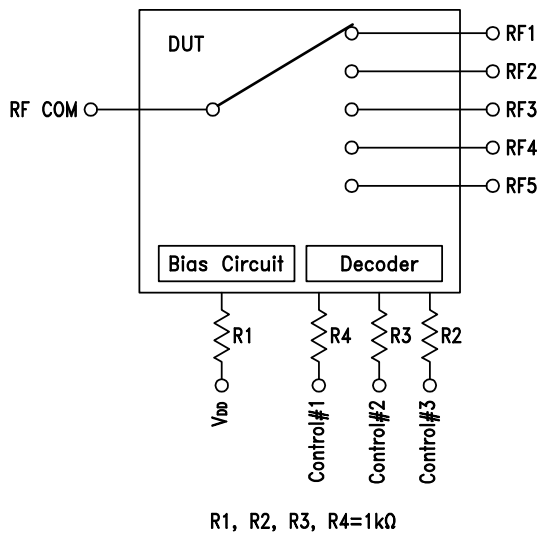 DUT
RF1
RF2
RF COM
RF3
RF4
RF5
Bias Circuit
Decoder
R1
R4
R3
R2
VDD
Control#1
Control#2
Control#3
R1, R2, R3, R4=1kΩ